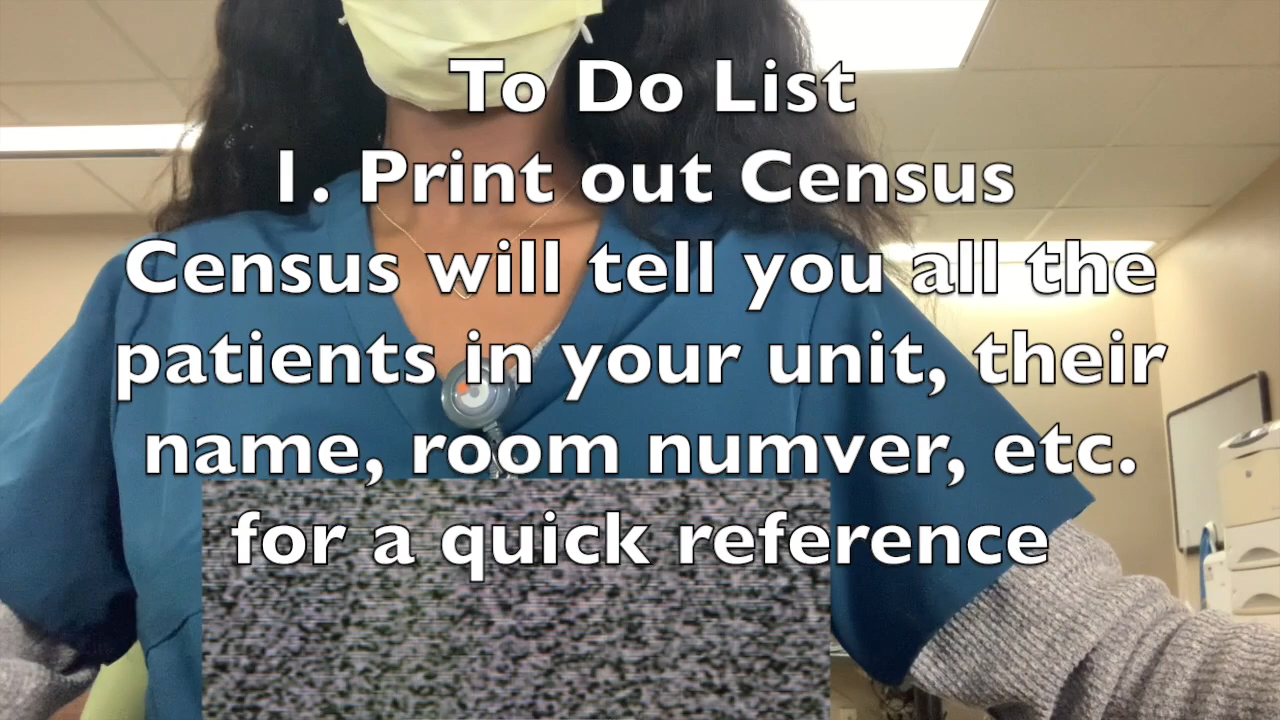 To Do List
1. Print out Census
Census will tell you all the
patients in your unit, their
name, room numver, etc.
for a quick reference